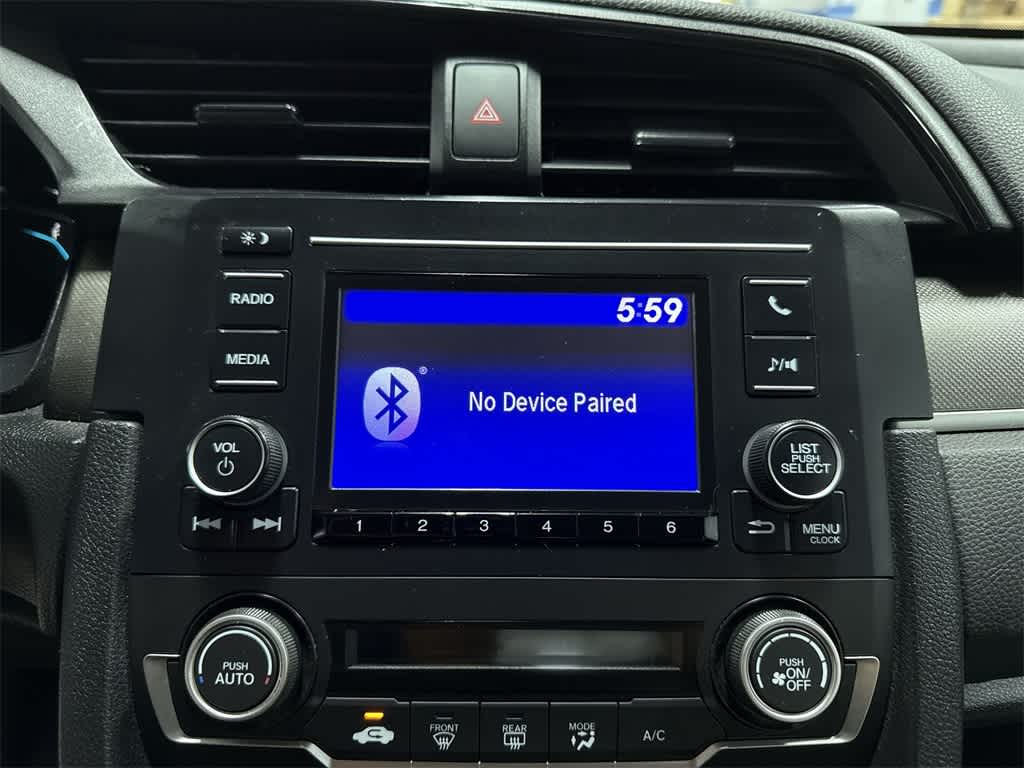 5:59
RADIO
MEDIA
®
No Device Paired
VOL
LIST
PUSH
SELECT
1 2 3 4 5 6
MENU
CLOCK
PUSH
AUTO
PUSH
ON/
OFF
FRONT
REAR
MODE
A/C